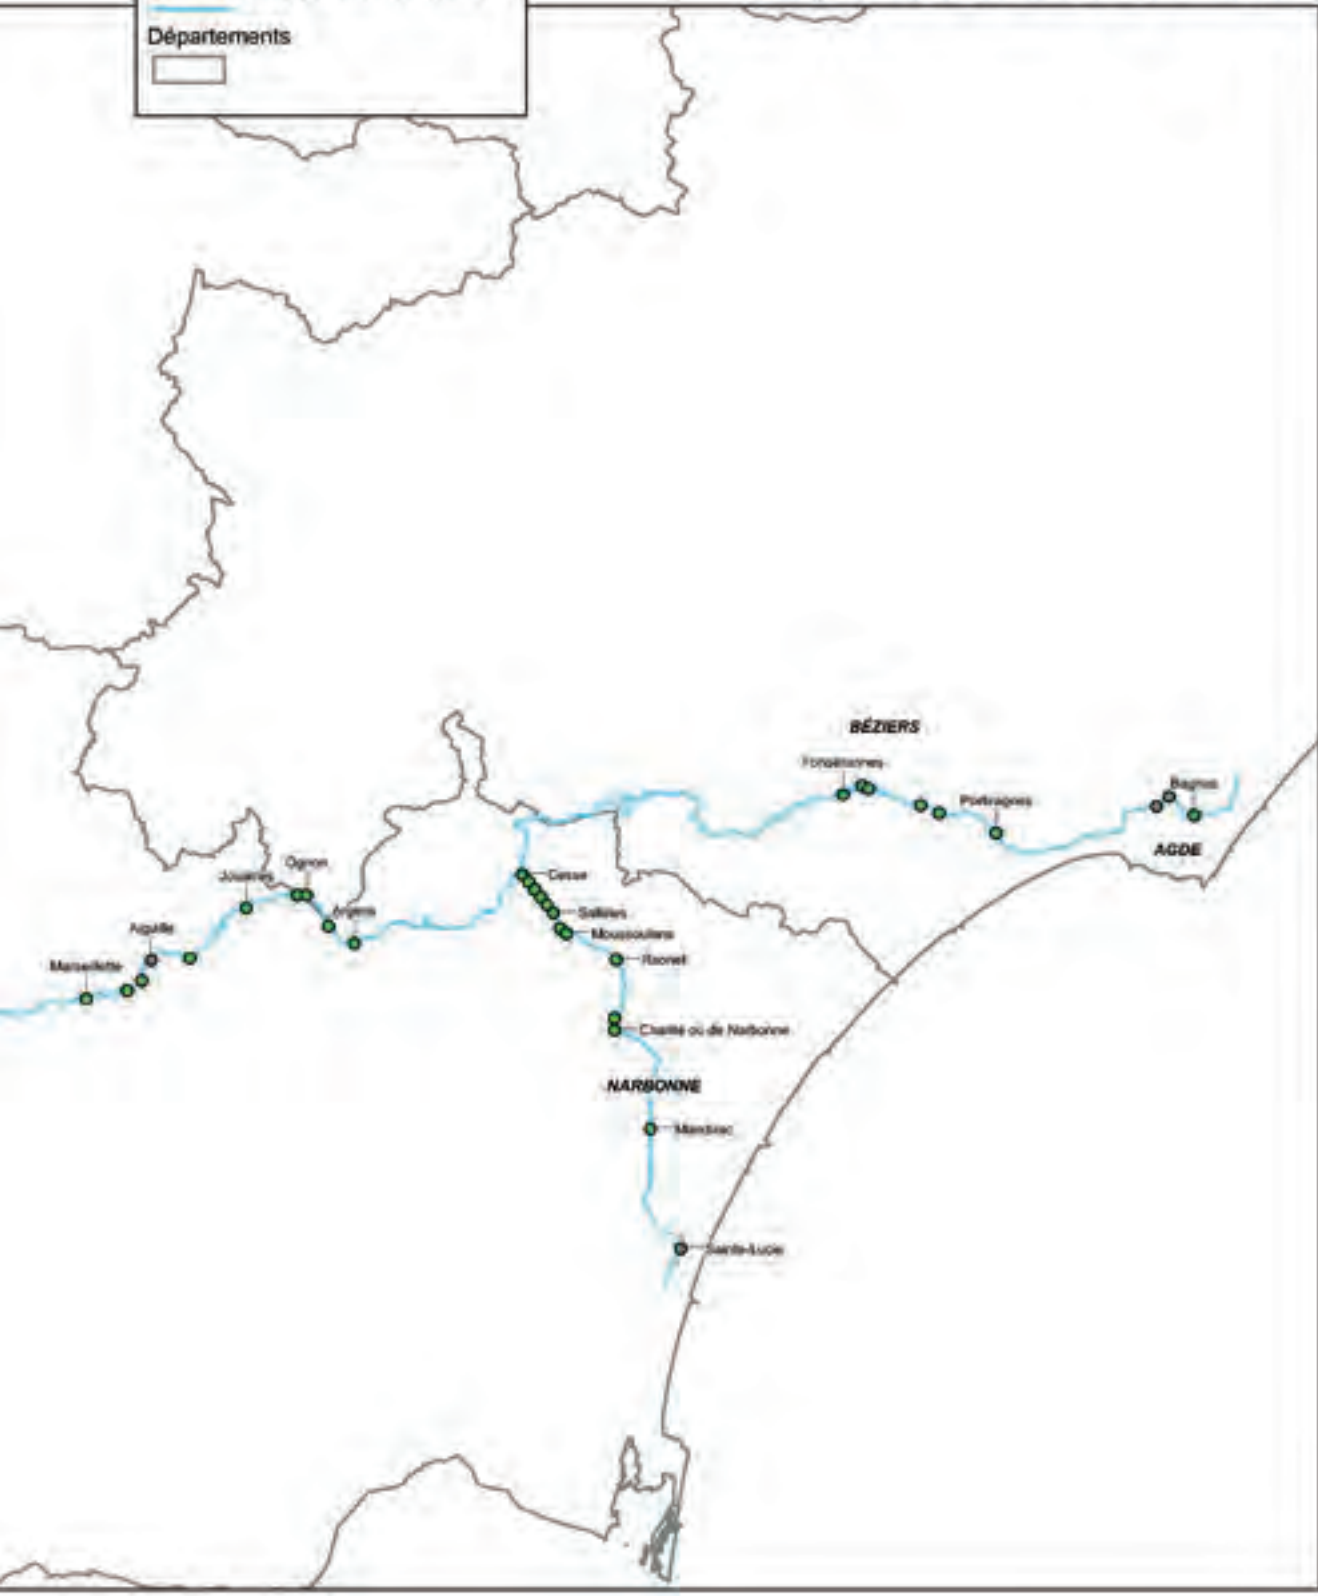 Départements
BÉZIERS
Fonsérannes
Portiragnes
Bagnas
AGDE
Ognon
Jouarres
Argens
Aiguille
Marseillette
Cesse
Sallèles
Moussoulens
Raonel
Charité ou de Narbonne
NARBONNE
Mandirac
Sainte-Lucie